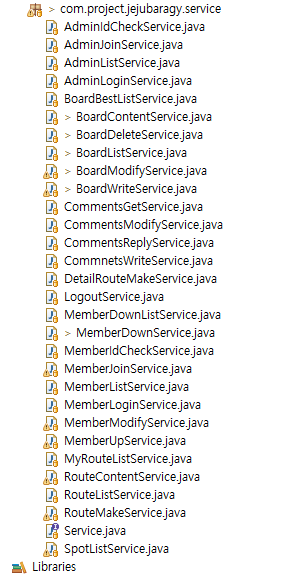 > com.project.jejubaragy.service
AdminIdCheckService.java
AdminJoinService.java
AdminListService.java
AdminLoginService.java
BoardBestListService.java
> BoardContentService.java
> BoardDeleteService.java
> BoardListService.java
> BoardModifyService.java
> BoardWriteService.java
CommentsGetService.java
CommentsModifyService.java
CommentsReplyService.java
CommnetsWriteService.java
DetailRouteMakeService.java
LogoutService.java
MemberDownListService.java
> MemberDownService.java
MemberIdCheckService.java
MemberJoinService.java
MemberListService.java
MemberLoginService.java
MemberModifyService.java
MemberUpService.java
MyRouteListService.java
RouteContentService.java
RouteListService.java
RouteMakeService.java
Service.java
SpotListService.java
Libraries